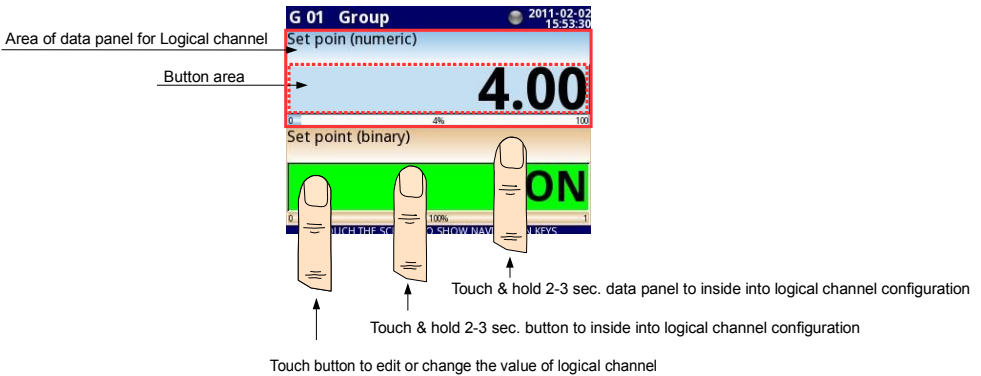 G 01 Group
2011-02-02
15:53:30
Area of data panel for Logical channel
Set poin (numeric)
Button area
4.00
0 4% 100
Set point (binary)
ON
0 100% 1
THE SHOW KEYS
Touch & hold 2-3 sec. data panel to inside into logical channel configuration
Touch & hold 2-3 sec. button to inside into logical channel configuration
Touch button to edit or change the value of logical channel